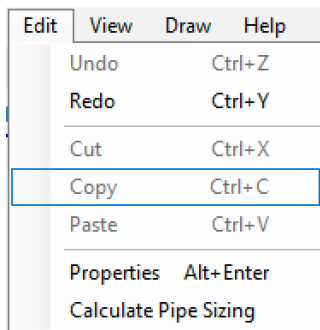 Edit View Draw Help
Undo Ctrl+Z
Redo Ctrl+Y
Cut Ctrl+X
Copy Ctrl+C
Paste Ctrl+V
Properties Alt+Enter
Calculate Pipe Sizing